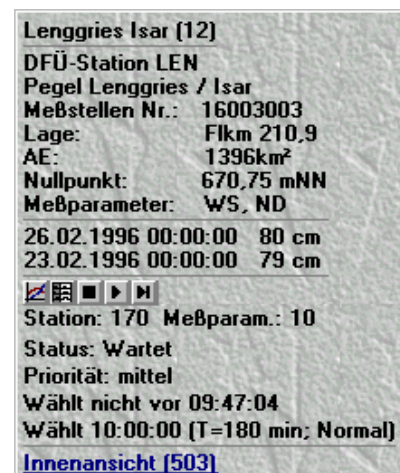 Lenggries Isar (12)
DFÜ-Station LEN
Pegel Lenggries / Isar
Meßstellen Nr.: 16003003
Lage: Flkm 210,9
AE: 1396km²
Nullpunkt: 670,75 mNN
Meßparameter: WS, ND
26.02.1996 00:00:00 80 cm
23.02.1996 00:00:00 79 cm
Station: 170 Meßparam.: 10
Status: Wartet
Priorität: mittel
Wählt nicht vor 09:47:04
Wählt 10:00:00 (T=180 min; Normal)
Innenansicht (503)